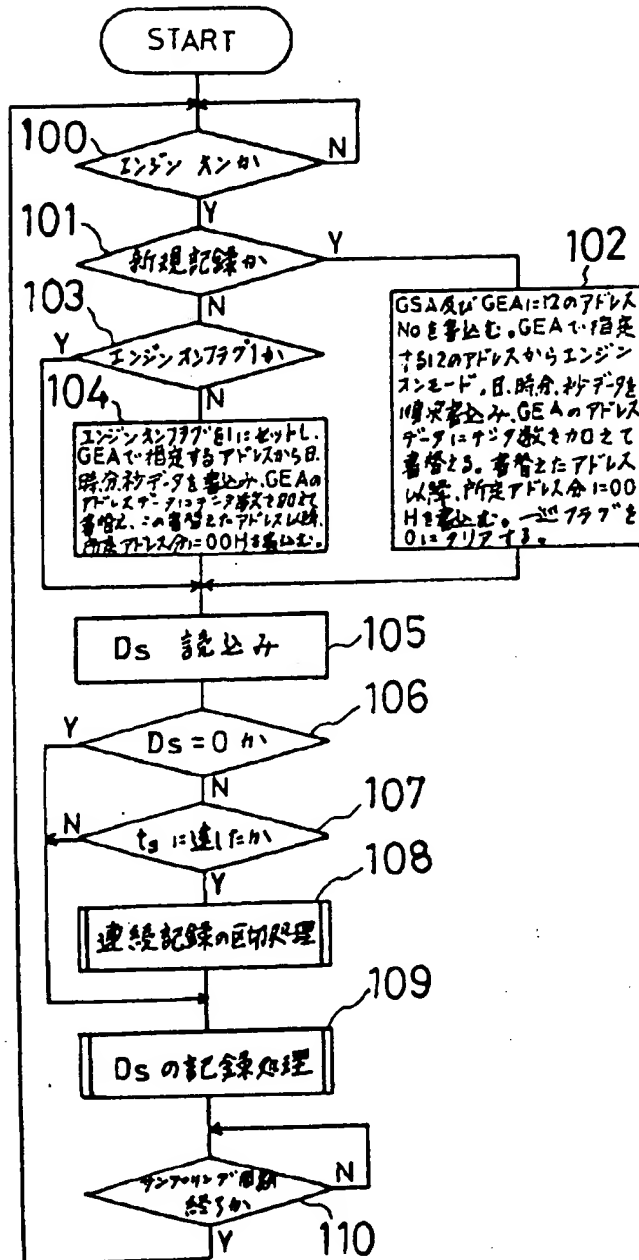 START
100
エンジン オンか
N
Y
101
新規記録か
Y
N
102
GSA及びGEAに12のアドレス
Noを書込む。GEAで指定
する12のアドレスからエンジン
オンモード、日、時、分、秒データを
順次書込み、GEAのアドレス
データにデータ数を加えて
書替える。書替えたアドレス
以降、所定アドレス分に00
Hを書込む。一巡フラグを
0にクリアする。
103
エンジンオンフラグ1か
Y
N
104
エンジンオンフラグを1にセットし、
GEAで指定するアドレスから日、
時、分、秒データを書込み、GEAの
アドレスデータにデータ数を加えて
書替え、この書替えたアドレス以降、
所定アドレス分に00Hを書込む。
Ds 読込み
105
106
Ds=0か
Y
N
107
tsに達したか
N
Y
108
連続記録の区切処理
109
Dsの記録処理
サンプリング
N
終了か
110
Y